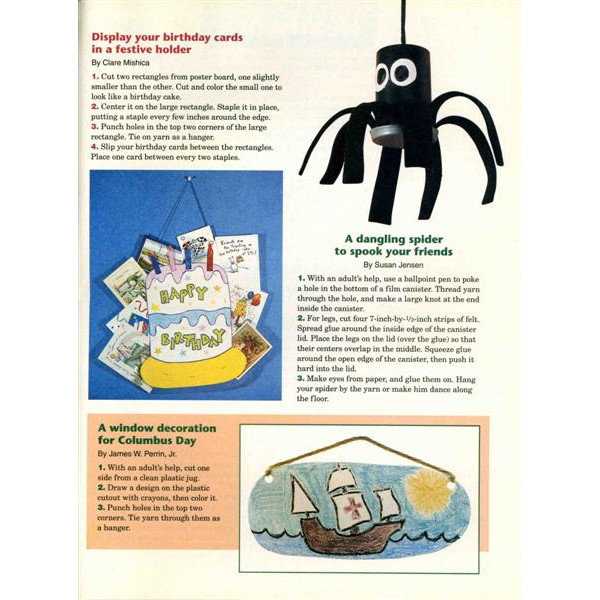 Display your birthday cards
in a festive holder
By Clare Mishica
1. Cut two rectangles from poster board, one slightly
smaller than the other. Cut and color the small one to
look like a birthday cake.
2. Center it on the large rectangle. Staple it in place,
putting a staple every few inches around the edge.
3. Punch holes in the top two corners of the large
rectangle. Tie on yarn as a hanger.
4. Slip your birthday cards between the rectangles.
Place one card between every two staples.
HAPPY
BIRTHDAY
A dangling spider
to spook your friends
By Susan Jensen
1. With an adult's help, use a ballpoint pen to poke
a hole in the bottom of a film canister. Thread yarn
through the hole, and make a large knot at the end
inside the canister.
2. For legs, cut four 7-inch-by-½-inch strips of felt.
Spread glue around the inside edge of the canister
lid. Place the legs on the lid (over the glue) so that
their centers overlap in the middle. Squeeze glue
around the open edge of the canister, then push it
hard into the lid.
3. Make eyes from paper, and glue them on. Hang
your spider by the yarn or make him dance along
the floor.
A window decoration
for Columbus Day
By James W. Perrin, Jr.
1. With an adult's help, cut one
side from a clean plastic jug.
2. Draw a design on the plastic
cutout with crayons, then color it.
3. Punch holes in the top two
corners. Tie yarn through them as
a hanger.